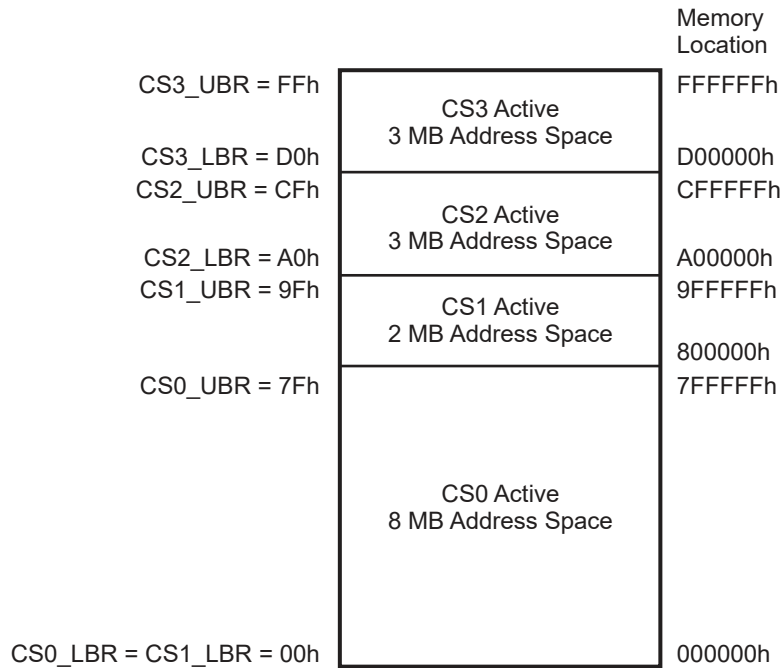 Memory
Location
CS3_UBR = FFh
FFFFFFh
CS3 Active
3 MB Address Space
CS3_LBR = D0h
D00000h
CS2_UBR = CFh
CFFFFFh
CS2 Active
3 MB Address Space
CS2_LBR = A0h
A00000h
CS1_UBR = 9Fh
9FFFFFh
CS1 Active
2 MB Address Space
800000h
CS0_UBR = 7Fh
7FFFFFh
CS0 Active
8 MB Address Space
CS0_LBR = CS1_LBR = 00h
000000h